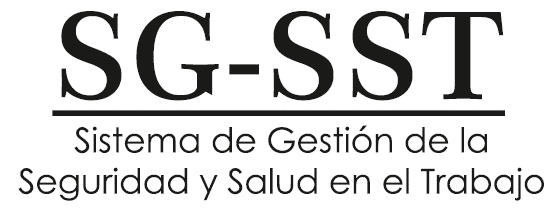 SG-SST
Sistema de Gestión de la
Seguridad y Salud en el Trabajo